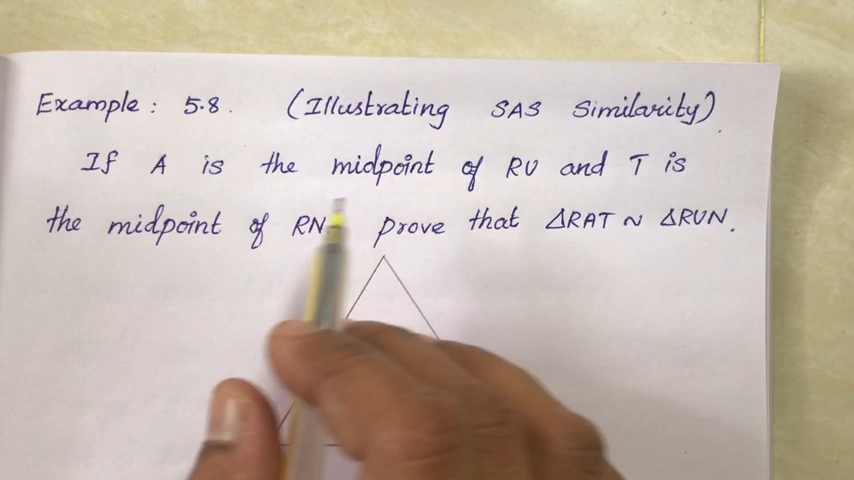 Example: 5.8. (Illustrating SAS Similarity)
If A is the midpoint of RU and T is
the midpoint of RN prove that ΔRAT ~ ΔRUN.